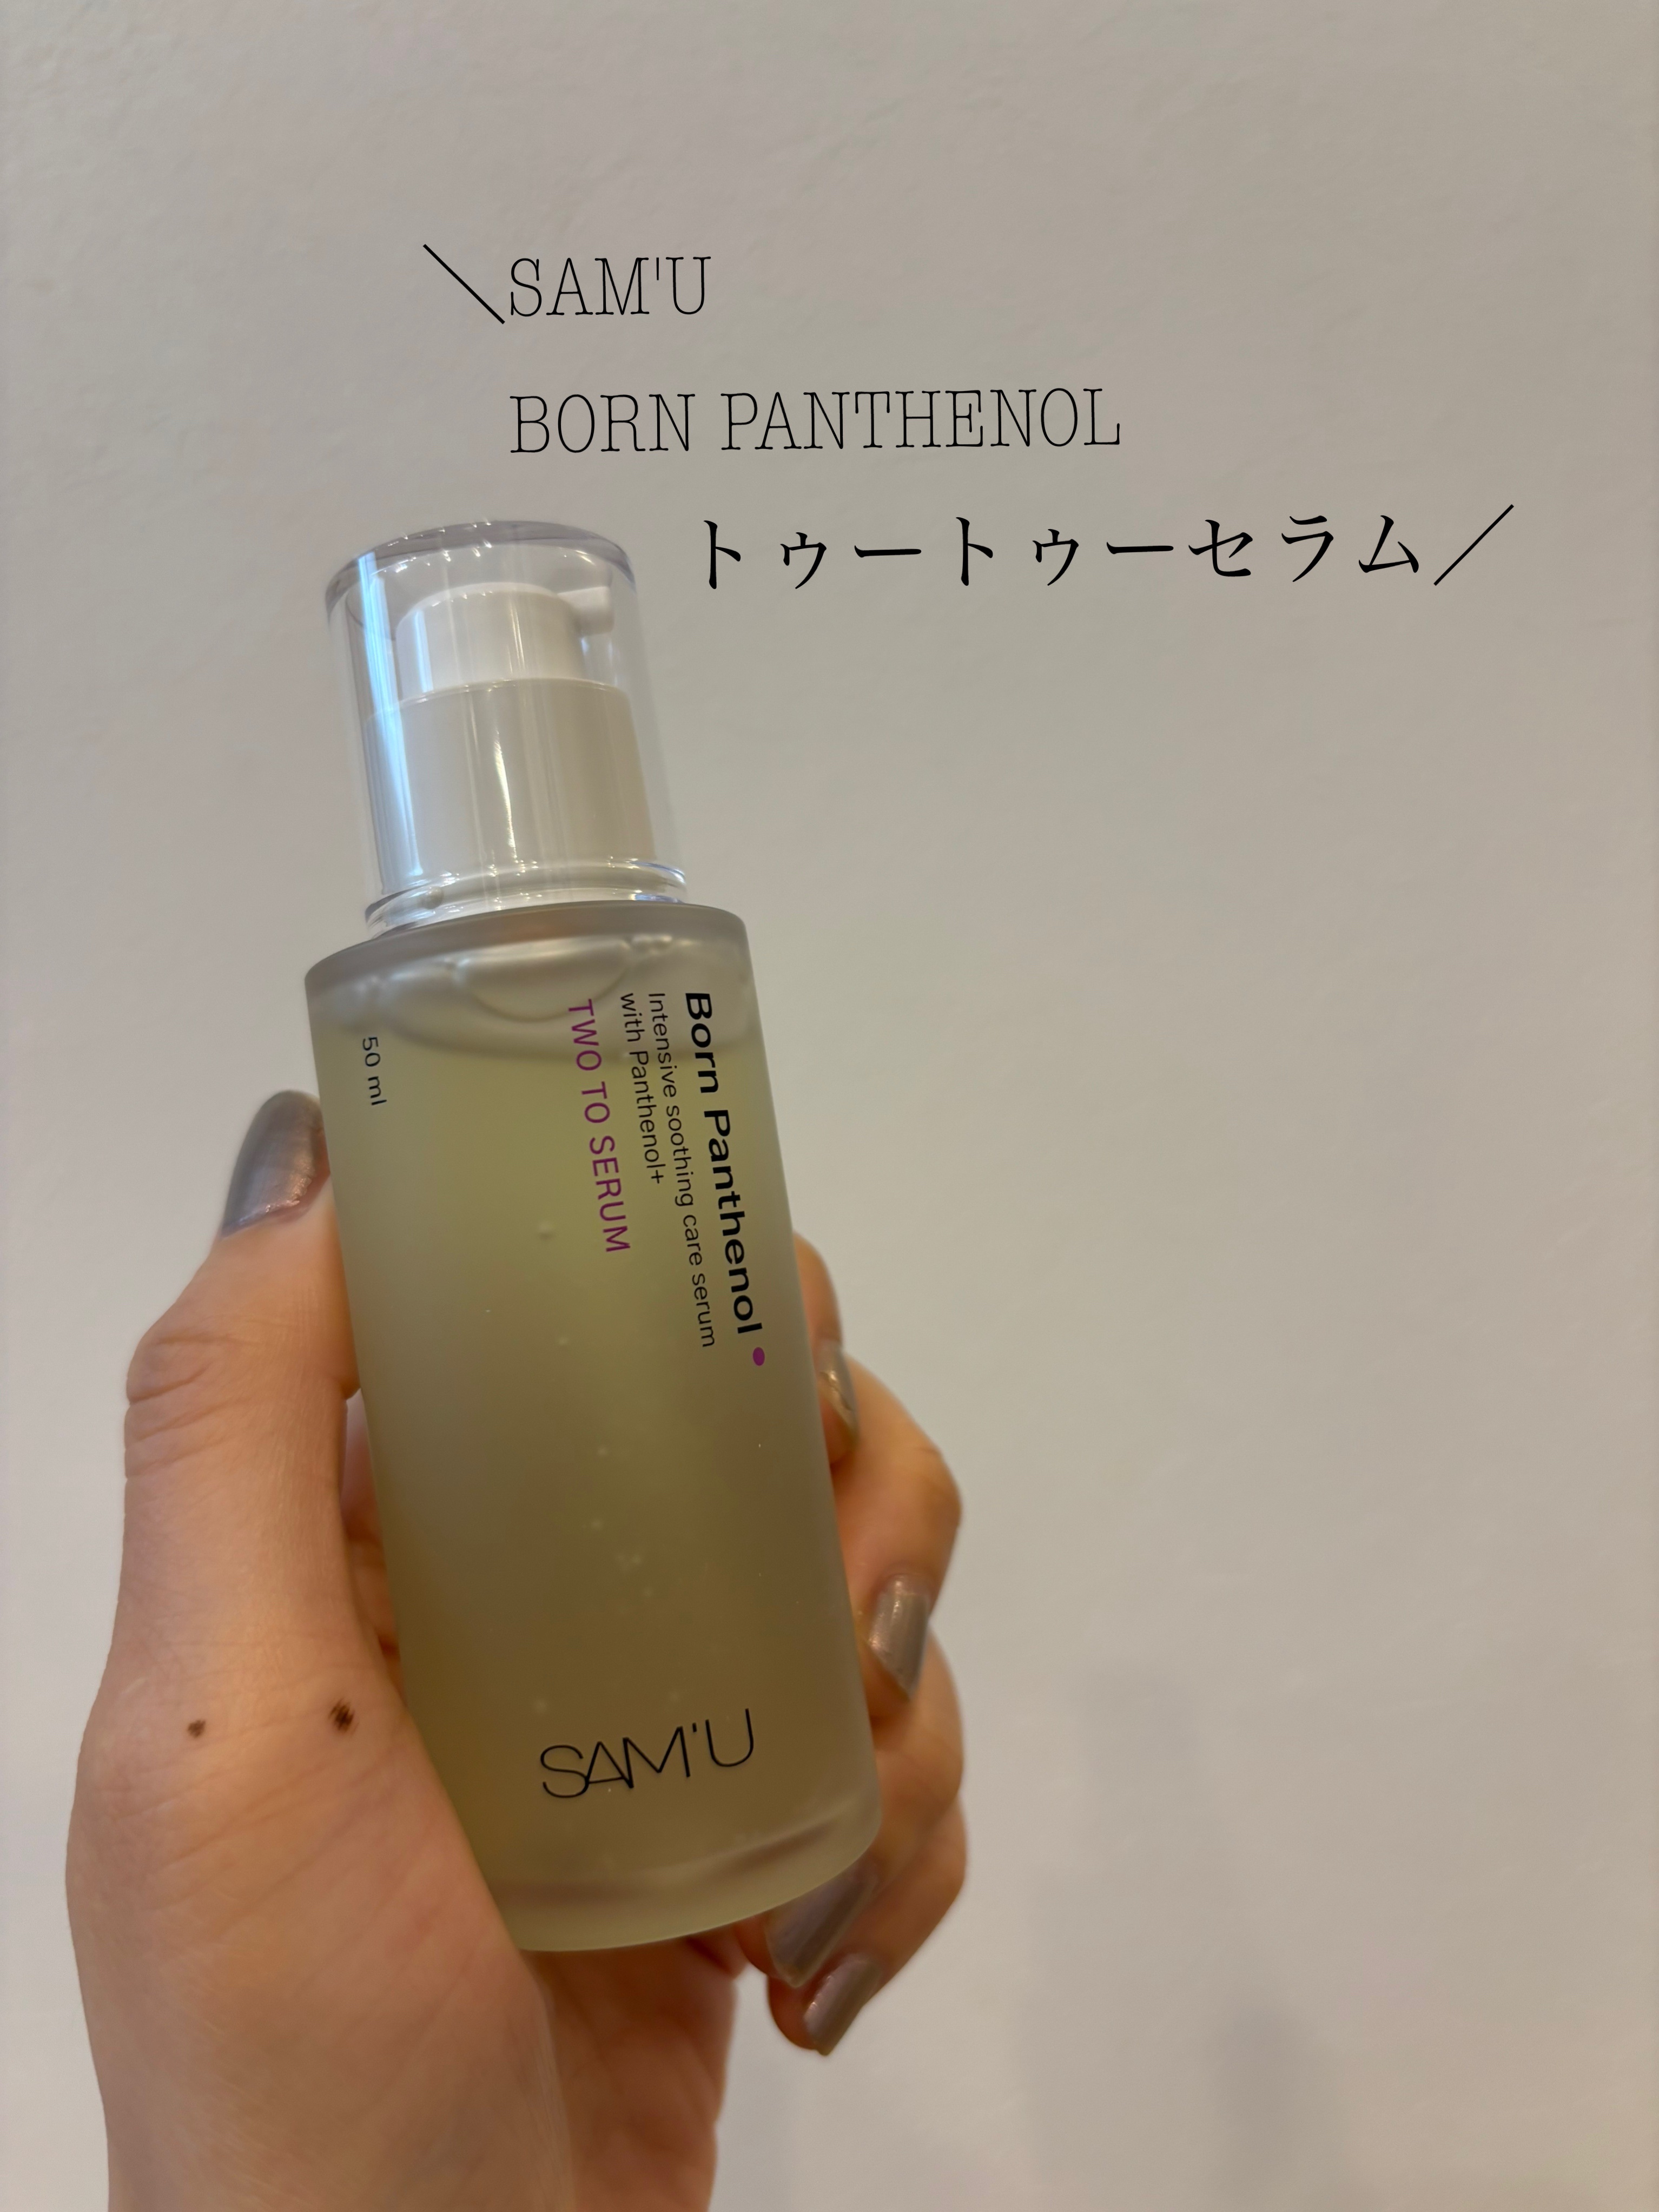 ＼SAM'U
BORN PANTHENOL
トゥートゥーセラム／
Born Panthenol
Intensive soothing care serum
with Panthenol+
TWO TO SERUM
50 ml
SAM'U